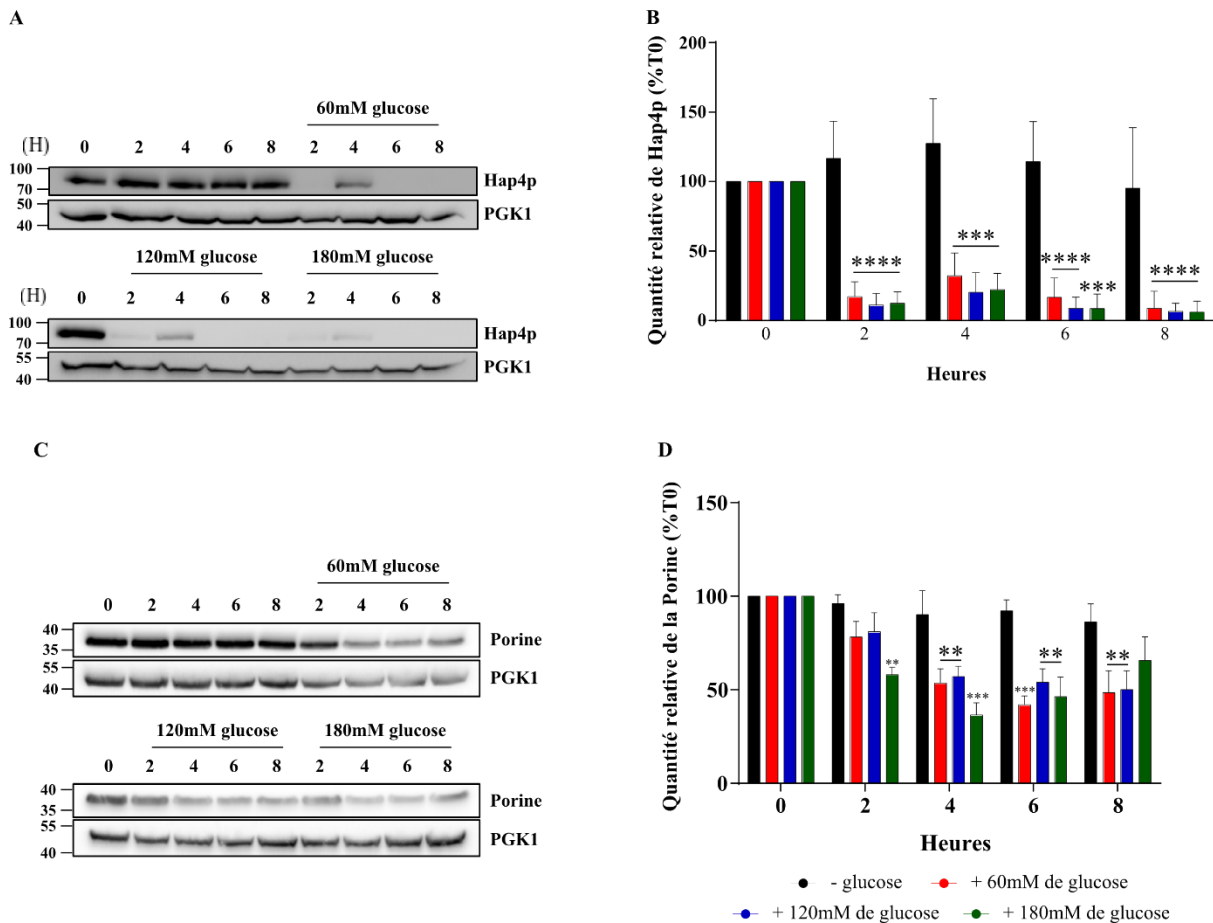 A
60mM glucose
(H) 0 2 4 6 8 2 4 6 8
100
70
Hap4p
50
40
PGK1
120mM glucose 180mM glucose
(H) 0 2 4 6 8 2 4 6 8
100
70
Hap4p
55
40
PGK1
B
Quantité relative de Hap4p (%T0)
200
150
100
50
0
**** *** **** *** ****
0 2 4 6 8
Heures
C
60mM glucose
0 2 4 6 8 2 4 6 8
40
35
Porine
55
40
PGK1
120mM glucose 180mM glucose
0 2 4 6 8 2 4 6 8
40
35
Porine
55
40
PGK1
D
Quantité relative de la Porine (%T0)
150
100
50
0
** ** *** *** ** **
0 2 4 6 8
Heures
- glucose + 60mM de glucose
+ 120mM de glucose + 180mM de glucose